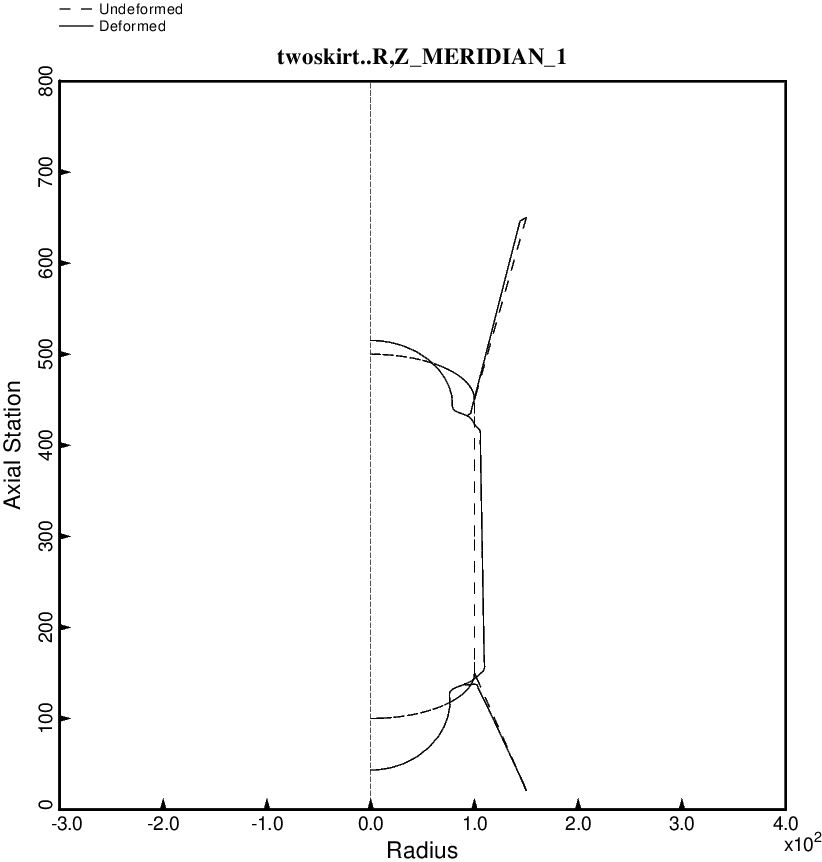 Undeformed
Deformed
twoskirt..R,Z_MERIDIAN_1
800
700
600
500
400
300
200
100
0
Axial Station
-3.0 -2.0 -1.0 0.0 1.0 2.0 3.0 4.0
x10²
Radius